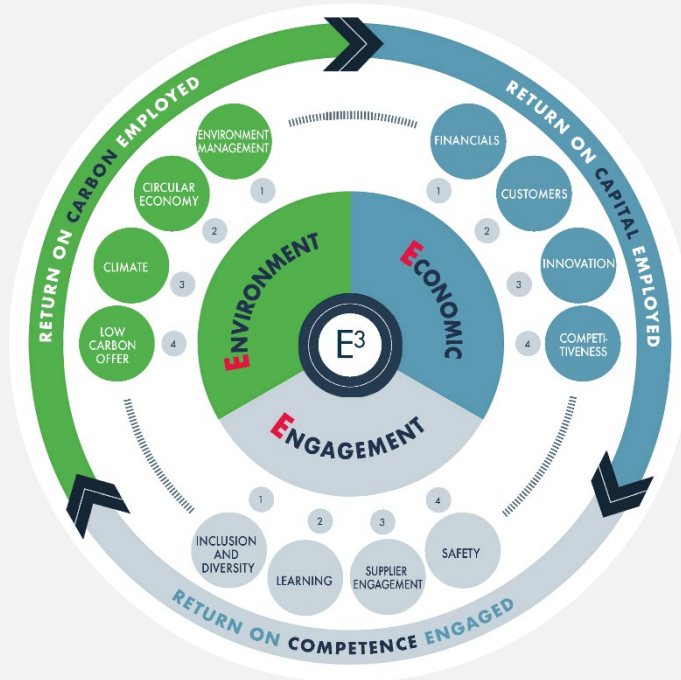 RETURN ON CARBON EMPLOYED
RETURN ON CAPITAL EMPLOYED
RETURN ON COMPETENCE ENGAGED
ENVIRONMENT
MANAGEMENT
1
CIRCULAR
ECONOMY
2
CLIMATE
3
LOW
CARBON
OFFER
4
FINANCIALS
1
CUSTOMERS
2
INNOVATION
3
COMPETI-
TIVENESS
4
ENVIRONMENT
ECONOMIC
E³
ENGAGEMENT
1
INCLUSION
AND
DIVERSITY
2
LEARNING
3
SUPPLIER
ENGAGEMENT
4
SAFETY